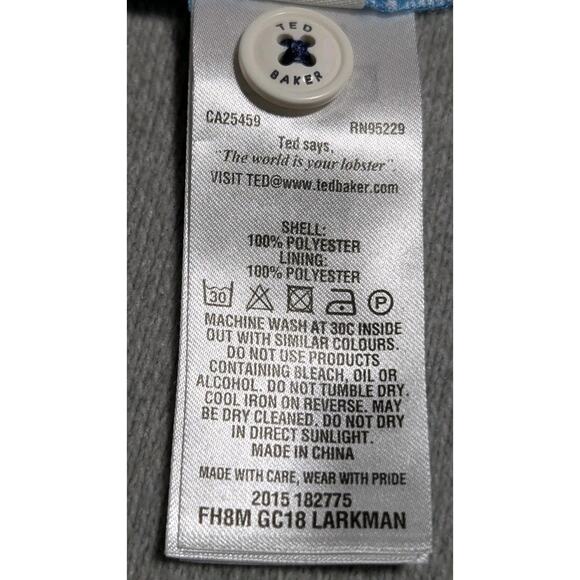 TED
BAKER
CA25459 RN95229
Ted says,
"The world is your lobster".
VISIT TED@www.tedbaker.com
SHELL:
100% POLYESTER
LINING:
100% POLYESTER
30 P
MACHINE WASH AT 30C INSIDE
OUT WITH SIMILAR COLOURS.
DO NOT USE PRODUCTS
CONTAINING BLEACH, OIL OR
ALCOHOL. DO NOT TUMBLE DRY.
COOL IRON ON REVERSE. MAY
BE DRY CLEANED. DO NOT DRY
IN DIRECT SUNLIGHT.
MADE IN CHINA
MADE WITH CARE, WEAR WITH PRIDE
2015 182775
FH8M GC18 LARKMAN